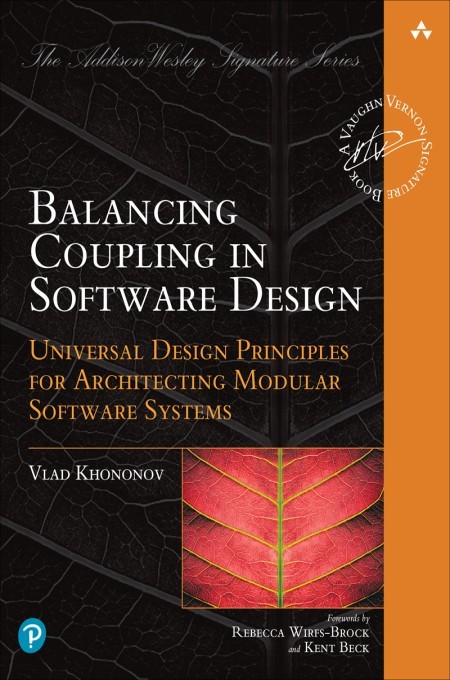 The Addison Wesley Signature Series
A VAUGHN VERNON SIGNATURE BOOK
BALANCING
COUPLING IN
SOFTWARE DESIGN
UNIVERSAL DESIGN PRINCIPLES
FOR ARCHITECTING MODULAR
SOFTWARE SYSTEMS
VLAD KHONONOV
Forewords by
REBECCA WIRFS-BROCK
and KENT BECK
P